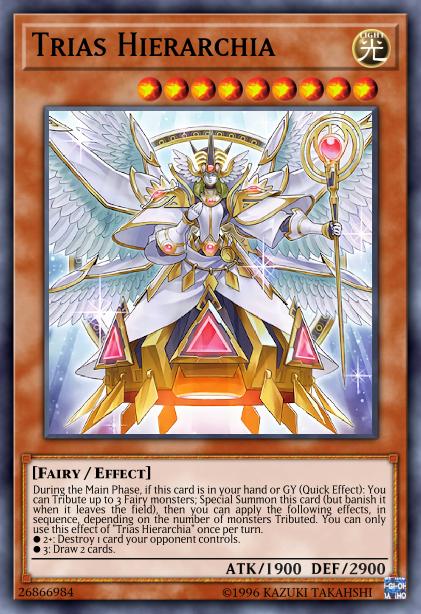 Trias Hierarchia
LIGHT
光
[Fairy / Effect]
During the Main Phase, if this card is in your hand or GY (Quick Effect): You
can Tribute up to 3 Fairy monsters; Special Summon this card (but banish it
when it leaves the field), then you can apply the following effects, in
sequence, depending on the number of monsters Tributed. You can only
use this effect of "Trias Hierarchia" once per turn.
● 2+: Destroy 1 card your opponent controls.
● 3: Draw 2 cards.
ATK/1900 DEF/2900
26866984
©1996 KAZUKI TAKAHSHI